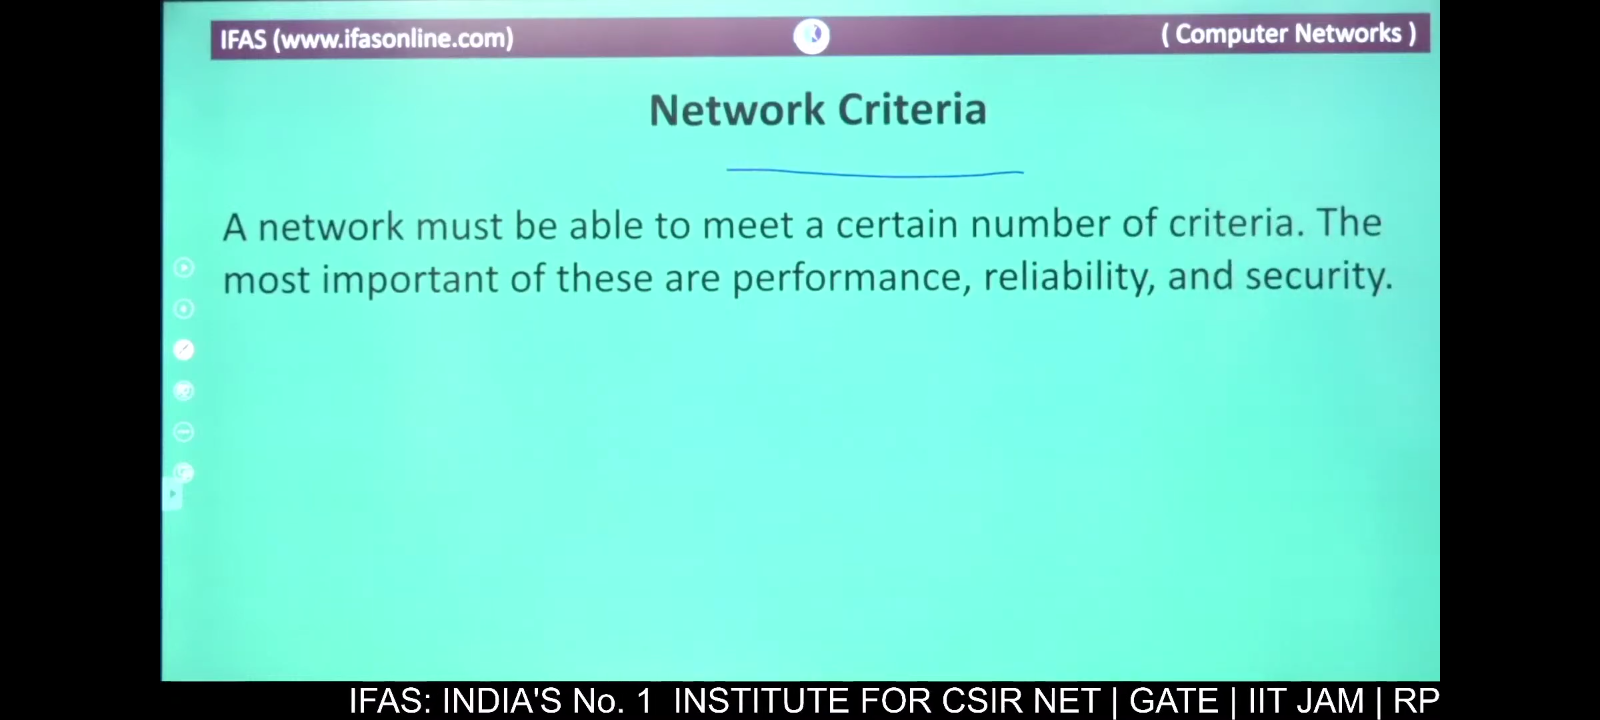 IFAS (www.ifasonline.com)
( Computer Networks )
Network Criteria
A network must be able to meet a certain number of criteria. The
most important of these are performance, reliability, and security.
IFAS: INDIA'S No. 1 INSTITUTE FOR CSIR NET | GATE | IIT JAM | RP